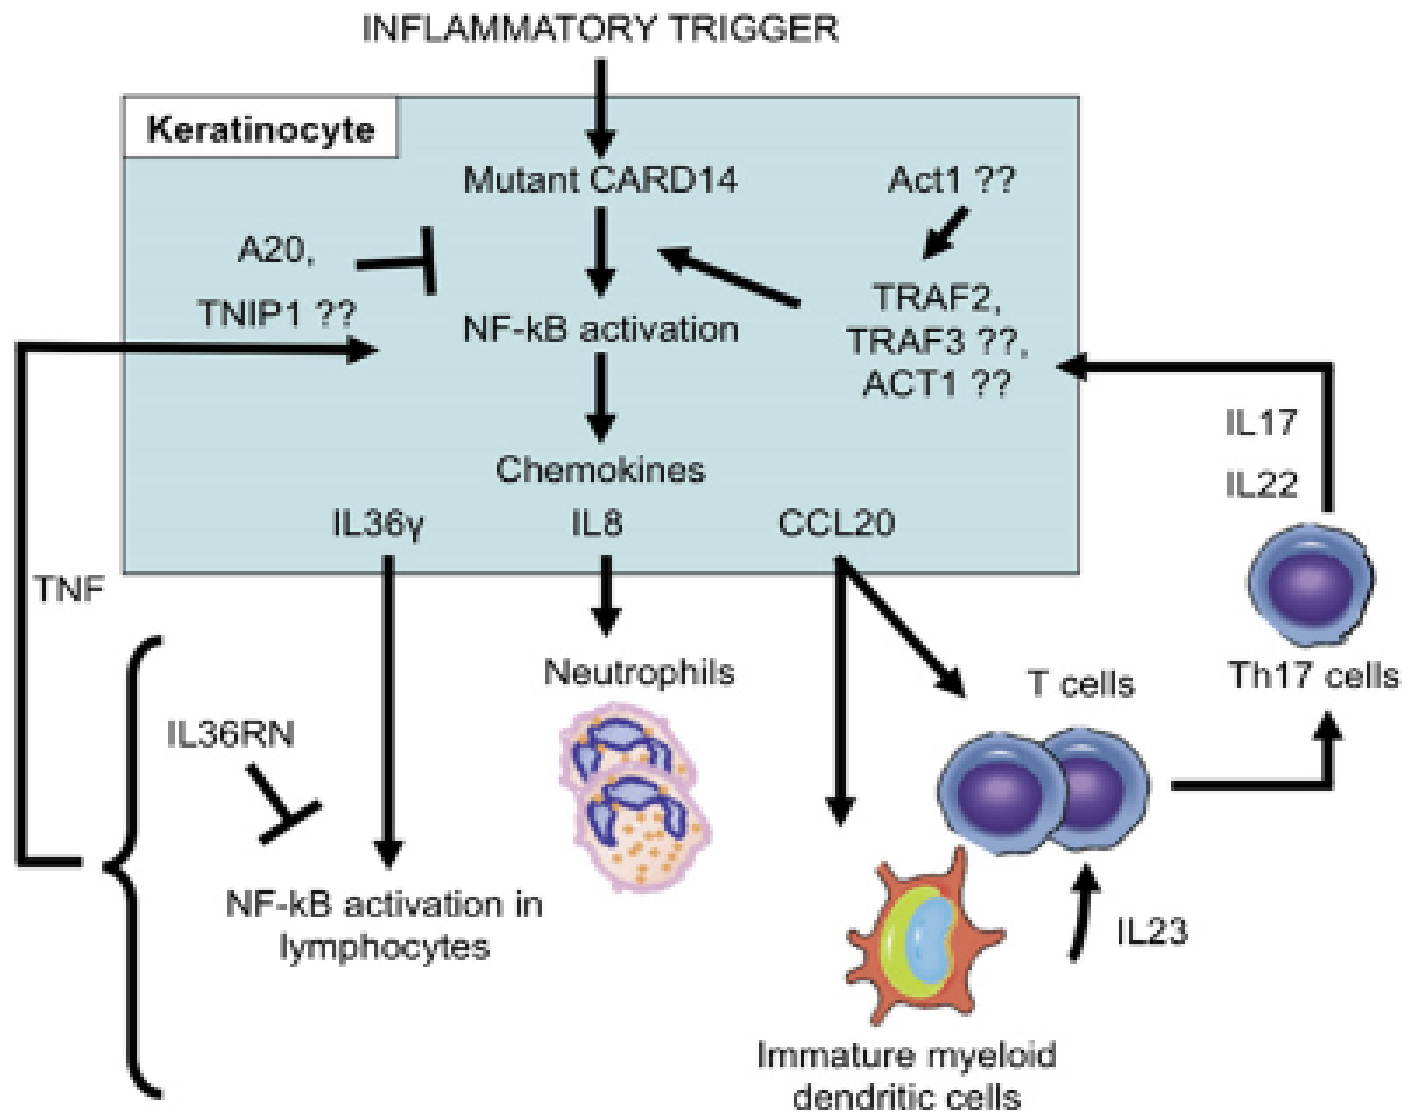 INFLAMMATORY TRIGGER
Keratinocyte
Mutant CARD14
Act1 ??
A20,
TNIP1 ??
NF-kB activation
TRAF2,
TRAF3 ??,
ACT1 ??
Chemokines
IL36γ
IL8
CCL20
IL17
IL22
TNF
Neutrophils
T cells
Th17 cells
IL36RN
NF-kB activation in
lymphocytes
IL23
Immature myeloid
dendritic cells